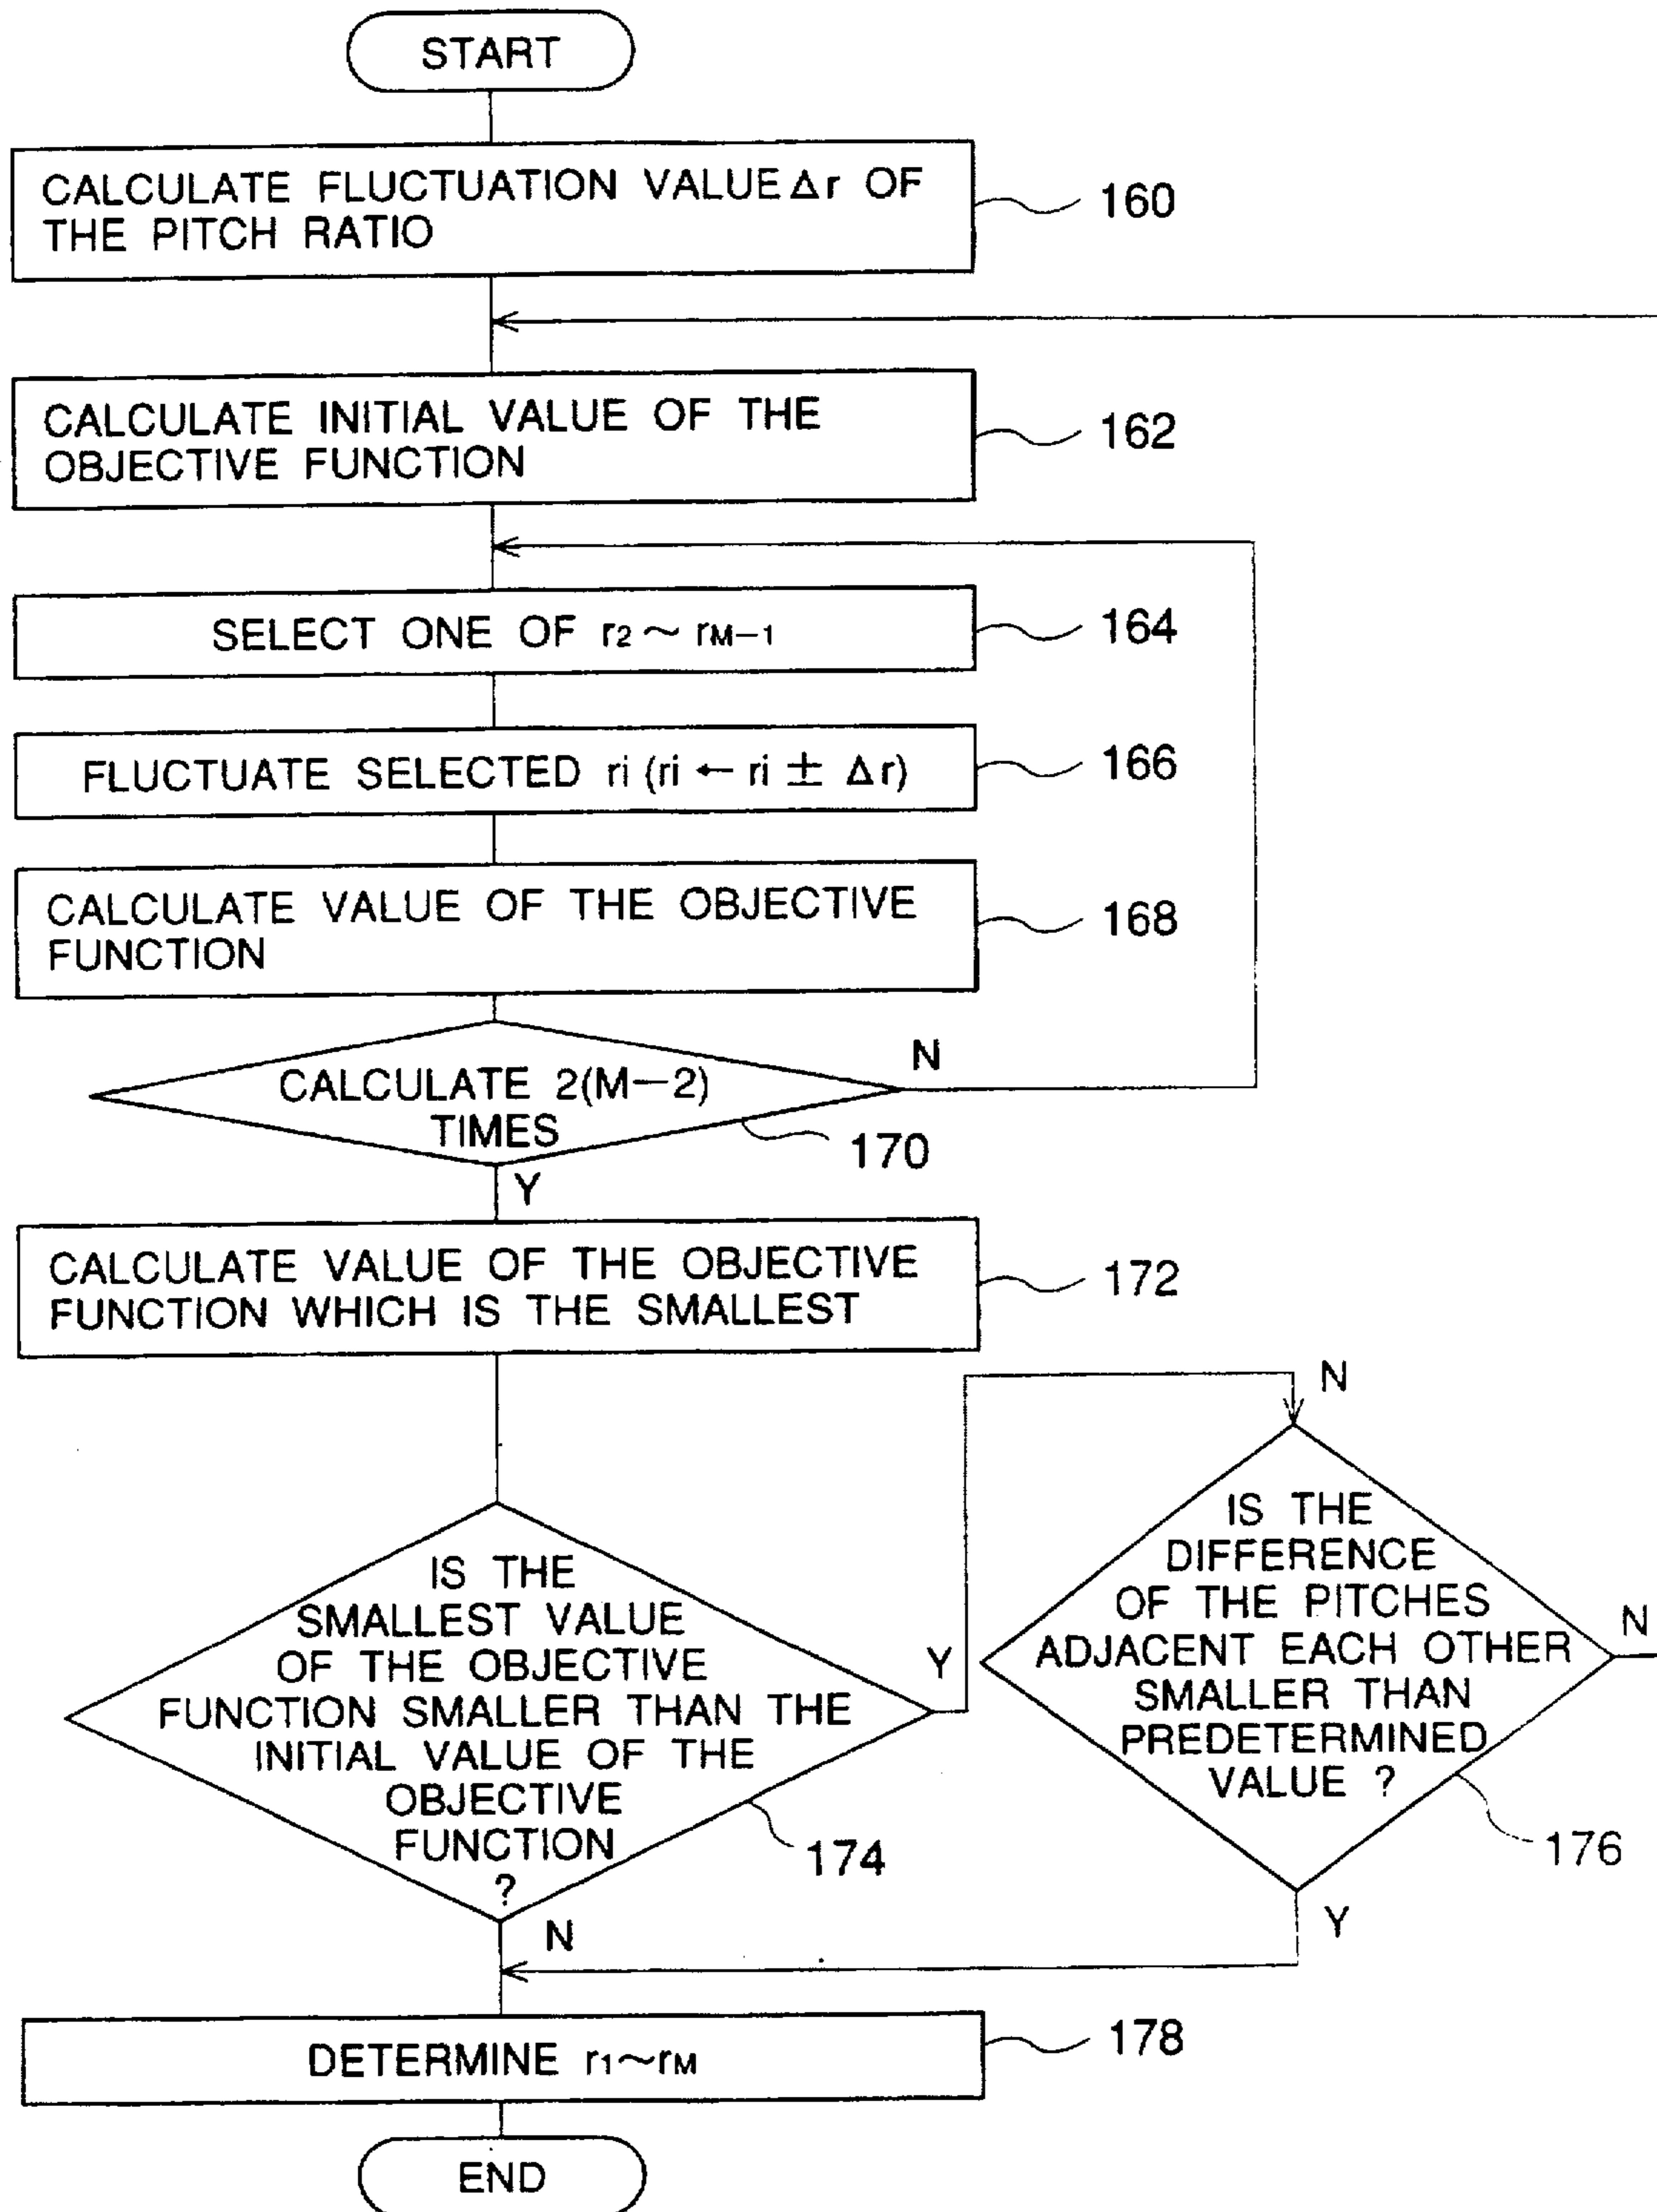 START
CALCULATE FLUCTUATION VALUE Δr OF
THE PITCH RATIO
160
CALCULATE INITIAL VALUE OF THE
OBJECTIVE FUNCTION
162
SELECT ONE OF r2 ~ rM-1
164
FLUCTUATE SELECTED ri (ri ← ri ± Δr)
166
CALCULATE VALUE OF THE OBJECTIVE
FUNCTION
168
CALCULATE 2(M-2)
TIMES
N
170
Y
CALCULATE VALUE OF THE OBJECTIVE
FUNCTION WHICH IS THE SMALLEST
172
IS THE
SMALLEST VALUE
OF THE OBJECTIVE
FUNCTION SMALLER THAN THE
INITIAL VALUE OF THE
OBJECTIVE
FUNCTION
?
Y
174
N
N
IS THE
DIFFERENCE
OF THE PITCHES
ADJACENT EACH OTHER
SMALLER THAN
PREDETERMINED
VALUE ?
N
176
Y
DETERMINE r1~rM
178
END